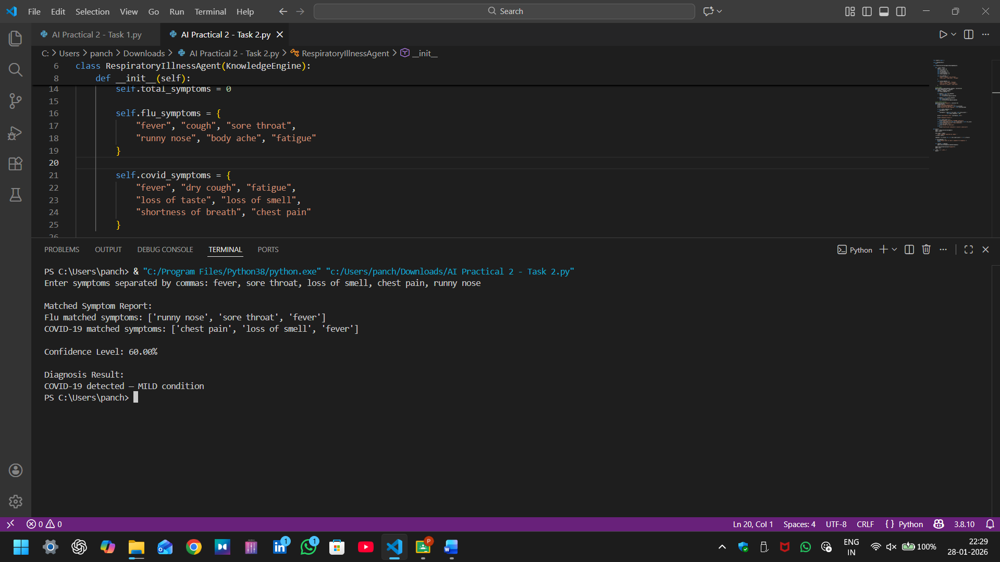 File Edit Selection View Go Run Terminal Help
Search
AI Practical 2 - Task 1.py
AI Practical 2 - Task 2.py
C: > Users > panch > Downloads > AI Practical 2 - Task 2.py > RespiratoryIllnessAgent > __init__
6 class RespiratoryIllnessAgent(KnowledgeEngine):
8 def __init__(self):
14 self.total_symptoms = 0
15
16 self.flu_symptoms = {
17 "fever", "cough", "sore throat",
18 "runny nose", "body ache", "fatigue"
19 }
20
21 self.covid_symptoms = {
22 "fever", "dry cough", "fatigue",
23 "loss of taste", "loss of smell",
24 "shortness of breath", "chest pain"
25 }
26
PROBLEMS OUTPUT DEBUG CONSOLE TERMINAL PORTS
Python
PS C:\Users\panch> & "C:/Program Files/Python38/python.exe" "c:/Users/panch/Downloads/AI Practical 2 - Task 2.py"
Enter symptoms separated by commas: fever, sore throat, loss of smell, chest pain, runny nose
Matched Symptom Report:
Flu matched symptoms: ['runny nose', 'sore throat', 'fever']
COVID-19 matched symptoms: ['chest pain', 'loss of smell', 'fever']
Confidence Level: 60.00%
Diagnosis Result:
COVID-19 detected – MILD condition
PS C:\Users\panch>
0 0
Ln 20, Col 1 Spaces: 4 UTF-8 CRLF { } Python 3.8.10
1
1
P
ENG
IN
100%
22:29
28-01-2026